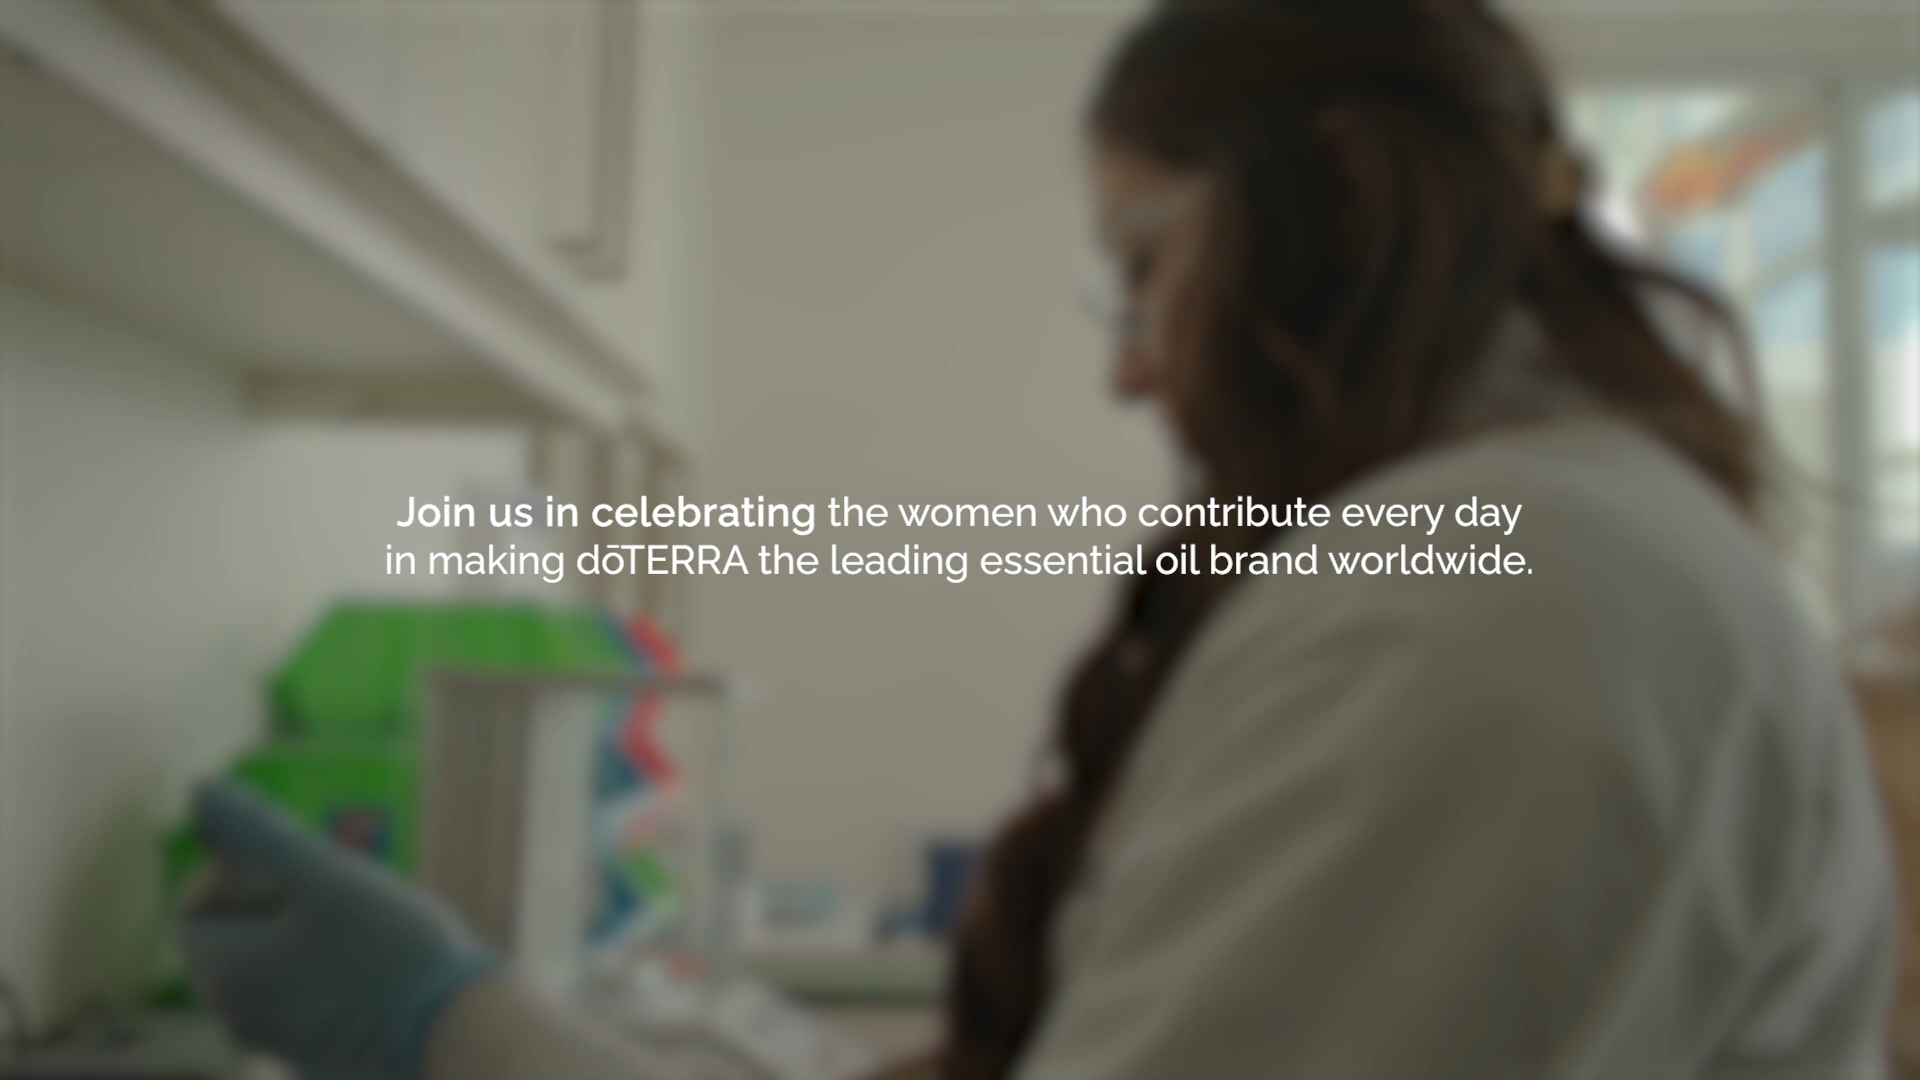 Join us in celebrating the women who contribute every day
in making dōTERRA the leading essential oil brand worldwide.